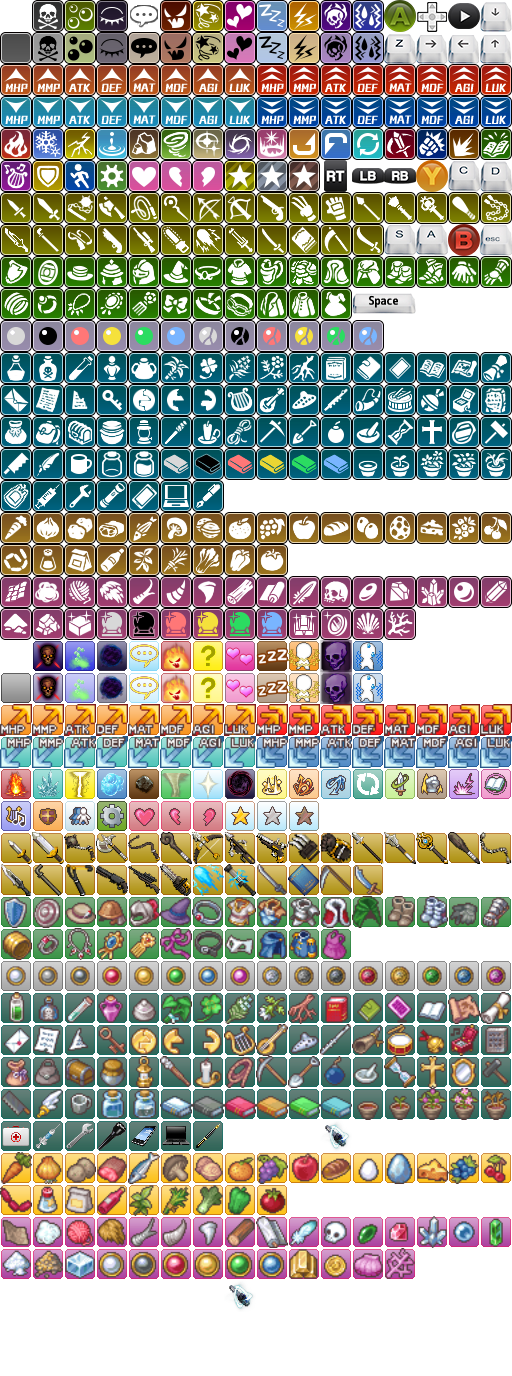 A ↓
Z → ← ↑
MHP MMP ATK DEF MAT MDF AGI LUK MHP MMP ATK DEF MAT MDF AGI LUK
MHP MMP ATK DEF MAT MDF AGI LUK MHP MMP ATK DEF MAT MDF AGI LUK
RT LB RB Y C D
S A B esc
Space
zzz
zzz
MHP MMP ATK DEF MAT MDF AGI LUK MHP MMP ATK DEF MAT MDF AGI LUK
MHP MMP ATK DEF MAT MDF AGI LUK MHP MMP ATK DEF MAT MDF AGI LUK